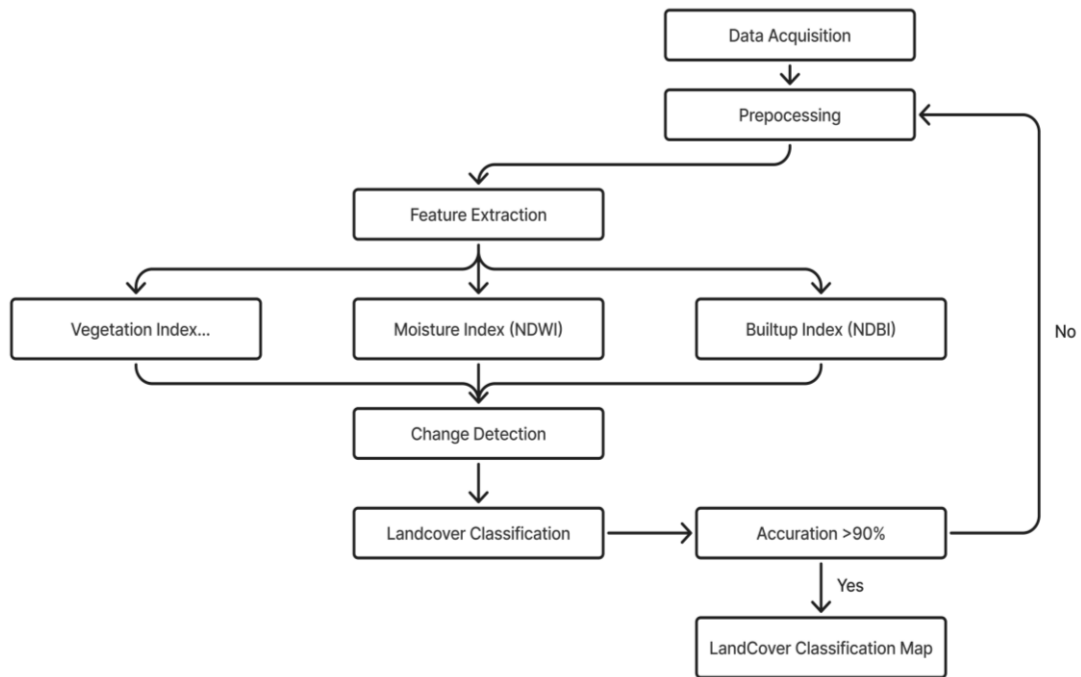 Data Acquisition
Prepocessing
Feature Extraction
Vegetation Index...
Moisture Index (NDWI)
Builtup Index (NDBI)
No
Change Detection
Landcover Classification
Accuration >90%
Yes
LandCover Classification Map